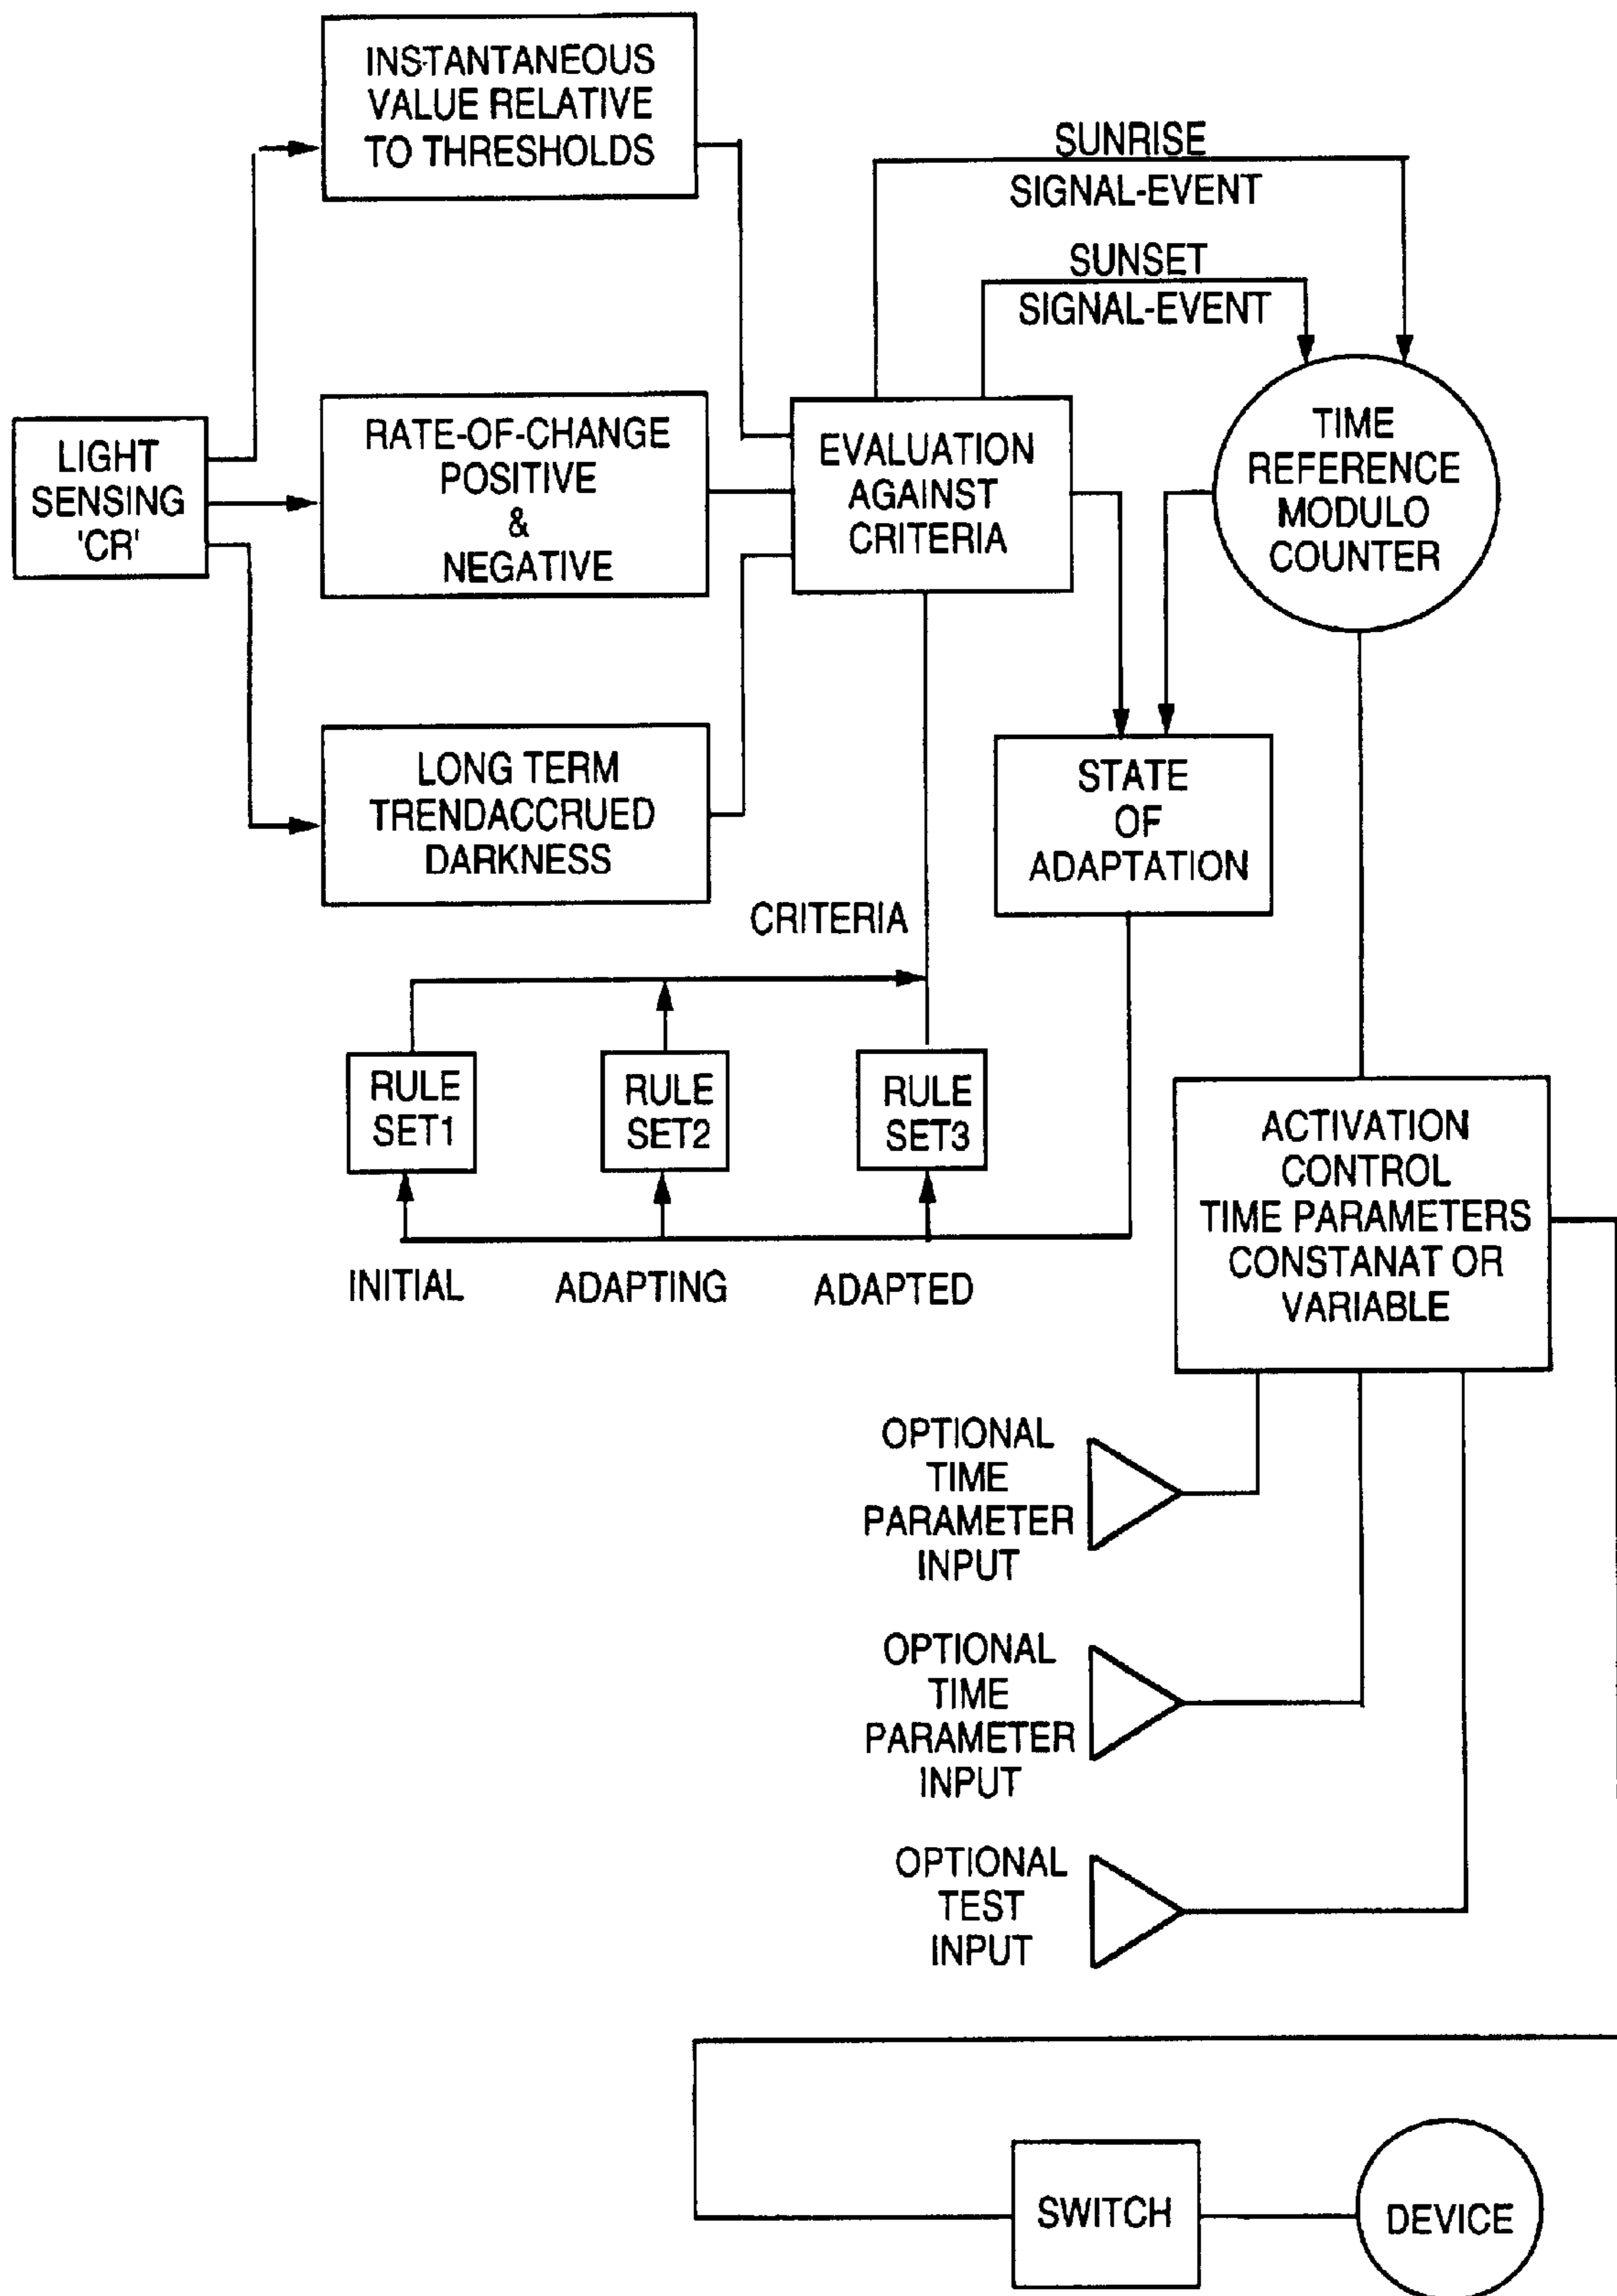 INSTANTANEOUS
VALUE RELATIVE
TO THRESHOLDS
SUNRISE
SIGNAL-EVENT
SUNSET
SIGNAL-EVENT
LIGHT
SENSING
'CR'
RATE-OF-CHANGE
POSITIVE
&
NEGATIVE
EVALUATION
AGAINST
CRITERIA
TIME
REFERENCE
MODULO
COUNTER
LONG TERM
TRENDACCRUED
DARKNESS
STATE
OF
ADAPTATION
CRITERIA
RULE
SET1
RULE
SET2
RULE
SET3
INITIAL
ADAPTING
ADAPTED
ACTIVATION
CONTROL
TIME PARAMETERS
CONSTANAT OR
VARIABLE
OPTIONAL
TIME
PARAMETER
INPUT
OPTIONAL
TIME
PARAMETER
INPUT
OPTIONAL
TEST
INPUT
SWITCH
DEVICE